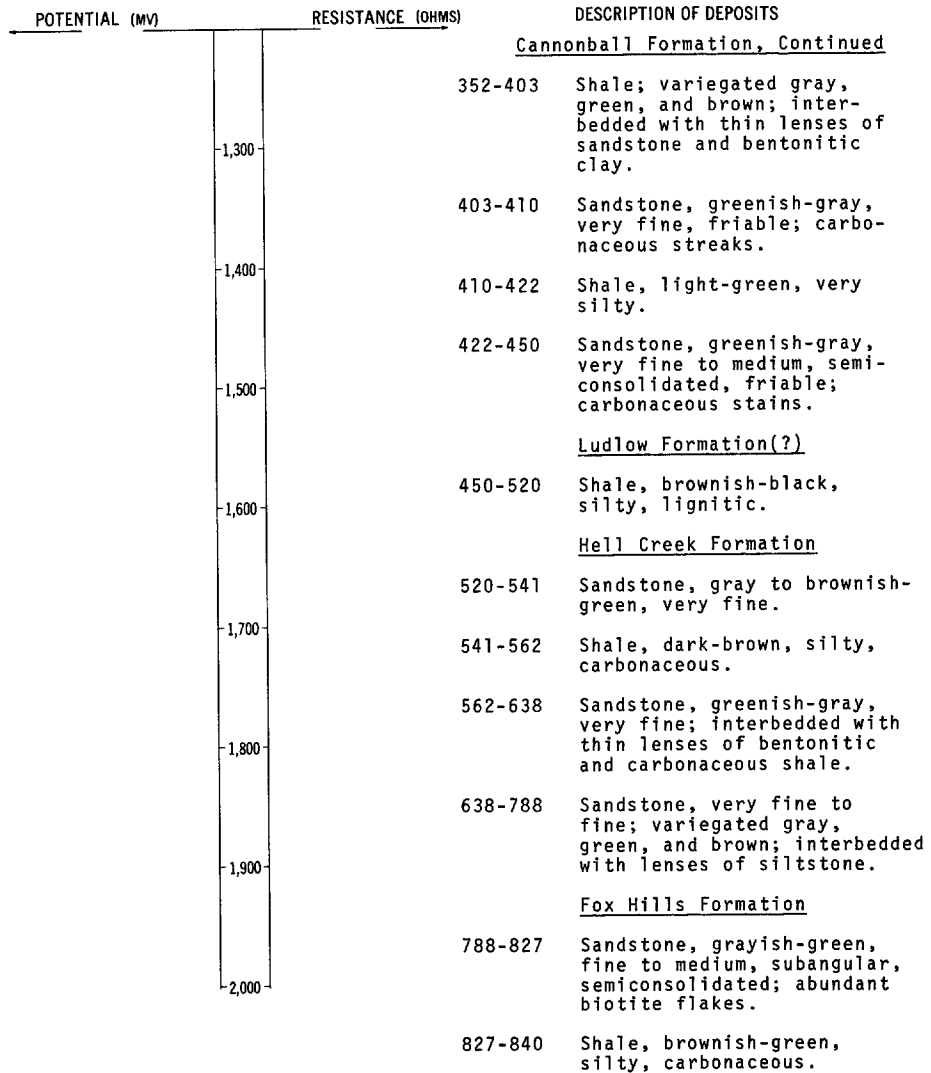 POTENTIAL (MV) RESISTANCE (OHMS) DESCRIPTION OF DEPOSITS
Cannonball Formation, Continued
352-403 Shale; variegated gray,
green, and brown; inter-
bedded with thin lenses of
sandstone and bentonitic
clay.
1,300
403-410 Sandstone, greenish-gray,
very fine, friable; carbo-
naceous streaks.
1,400
410-422 Shale, light-green, very
silty.
422-450 Sandstone, greenish-gray,
very fine to medium, semi-
consolidated, friable;
carbonaceous stains.
1,500
Ludlow Formation(?)
450-520 Shale, brownish-black,
silty, lignitic.
1,600
Hell Creek Formation
520-541 Sandstone, gray to brownish-
green, very fine.
1,700
541-562 Shale, dark-brown, silty,
carbonaceous.
562-638 Sandstone, greenish-gray,
very fine; interbedded with
thin lenses of bentonitic
and carbonaceous shale.
1,800
638-788 Sandstone, very fine to
fine; variegated gray,
green, and brown; interbedded
with lenses of siltstone.
1,900
Fox Hills Formation
788-827 Sandstone, grayish-green,
fine to medium, subangular,
semiconsolidated; abundant
biotite flakes.
2,000
827-840 Shale, brownish-green,
silty, carbonaceous.